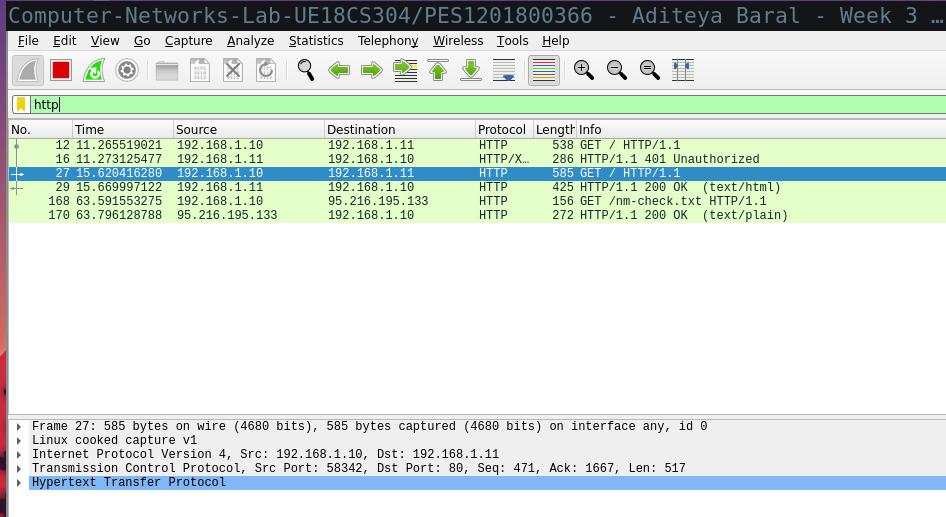 Computer-Networks-Lab-UE18CS304/PES1201800366 - Aditeya Baral - Week 3 …
File Edit View Go Capture Analyze Statistics Telephony Wireless Tools Help
http
No. Time Source Destination Protocol Length Info
12 11.265519021 192.168.1.10 192.168.1.11 HTTP 538 GET / HTTP/1.1
16 11.273125477 192.168.1.11 192.168.1.10 HTTP/X… 286 HTTP/1.1 401 Unauthorized
27 15.620416280 192.168.1.10 192.168.1.11 HTTP 585 GET / HTTP/1.1
29 15.669997122 192.168.1.11 192.168.1.10 HTTP 425 HTTP/1.1 200 OK (text/html)
168 63.591553275 192.168.1.10 95.216.195.133 HTTP 156 GET /nm-check.txt HTTP/1.1
170 63.796128788 95.216.195.133 192.168.1.10 HTTP 272 HTTP/1.1 200 OK (text/plain)
Frame 27: 585 bytes on wire (4680 bits), 585 bytes captured (4680 bits) on interface any, id 0
Linux cooked capture v1
Internet Protocol Version 4, Src: 192.168.1.10, Dst: 192.168.1.11
Transmission Control Protocol, Src Port: 58342, Dst Port: 80, Seq: 471, Ack: 1667, Len: 517
Hypertext Transfer Protocol